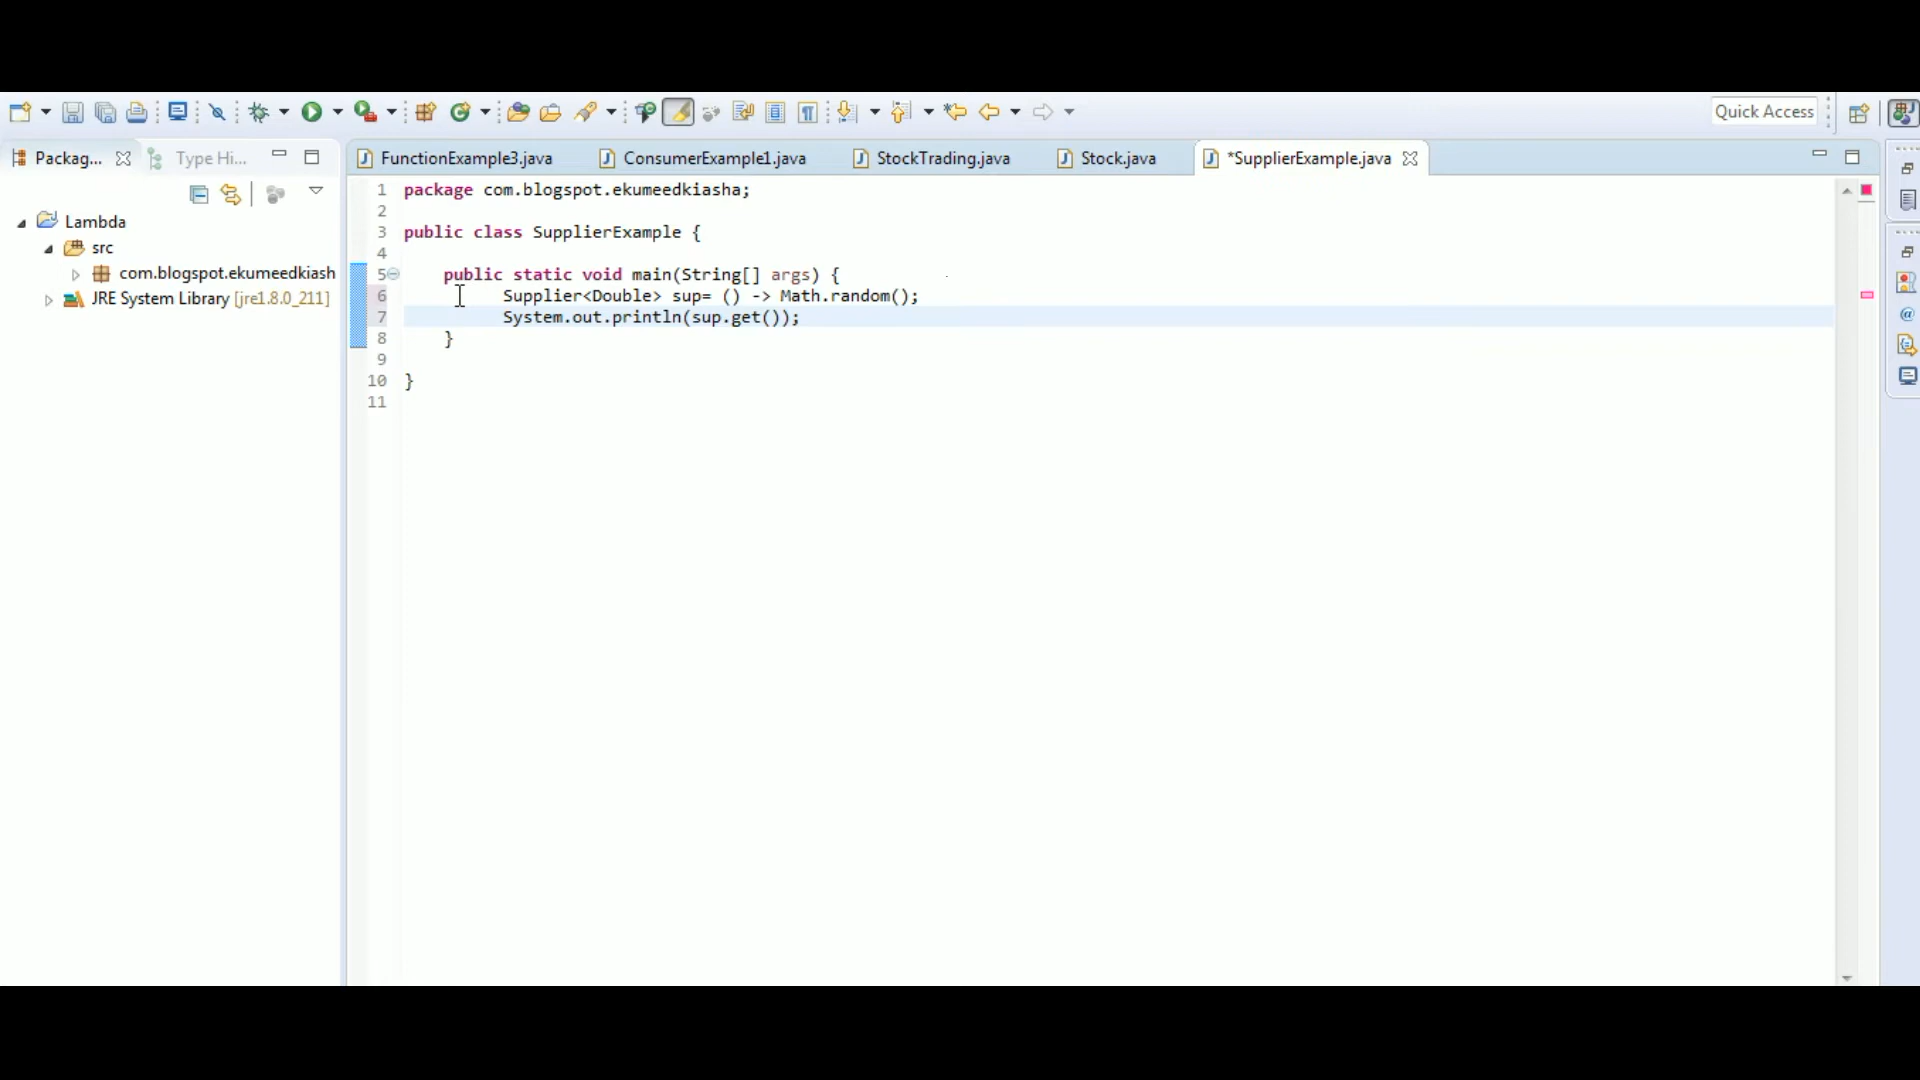 Quick Access
Packag...
Type Hi...
FunctionExample3.java
ConsumerExample1.java
StockTrading.java
Stock.java
*SupplierExample.java
Lambda
src
com.blogspot.ekumeedkiash
JRE System Library [jre1.8.0_211]
1 package com.blogspot.ekumeedkiasha;
2
3 public class SupplierExample {
4
5 public static void main(String[] args) {
6 Supplier<Double> sup= () -> Math.random();
7 System.out.println(sup.get());
8 }
9
10 }
11